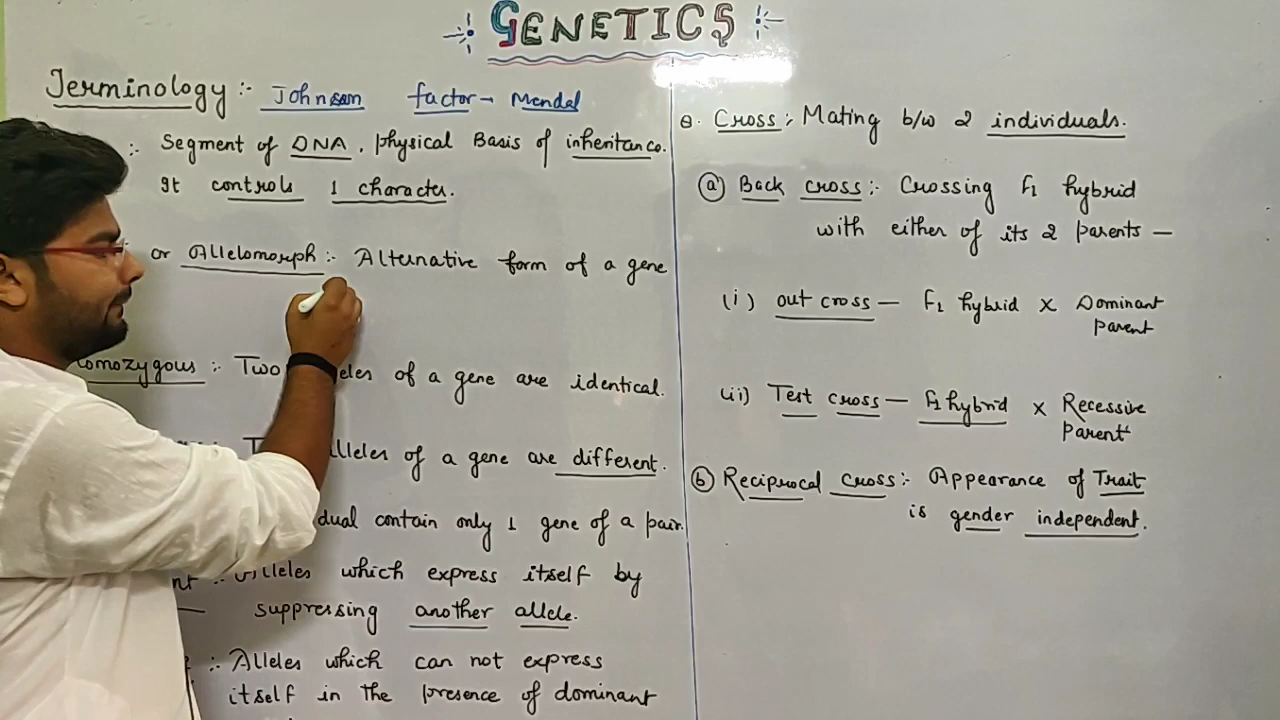 GENETICS
Terminology :- Johnson factor → Mendal
:- Segment of DNA, physical Basis of inheritance.
It controls 1 character.
or Allelomorph :- Alternative form of a gene
omozygous :- Two eles of a gene are identical.
lleles of a gene are different.
dual contain only 1 gene of a pair.
nt :- Alleles which express itself by
suppressing another allele.
:- Alleles which can not express
itself in the presence of dominant
8. Cross :- Mating b/w 2 individuals.
(a) Back cross :- Crossing F1 hybrid
with either of its 2 parents —
(i) out cross — F1 hybrid x Dominant
parent
(ii) Test cross — F1 hybrid x Recessive
Parent
(b) Reciprocal cross :- Appearance of Trait
is gender independent.